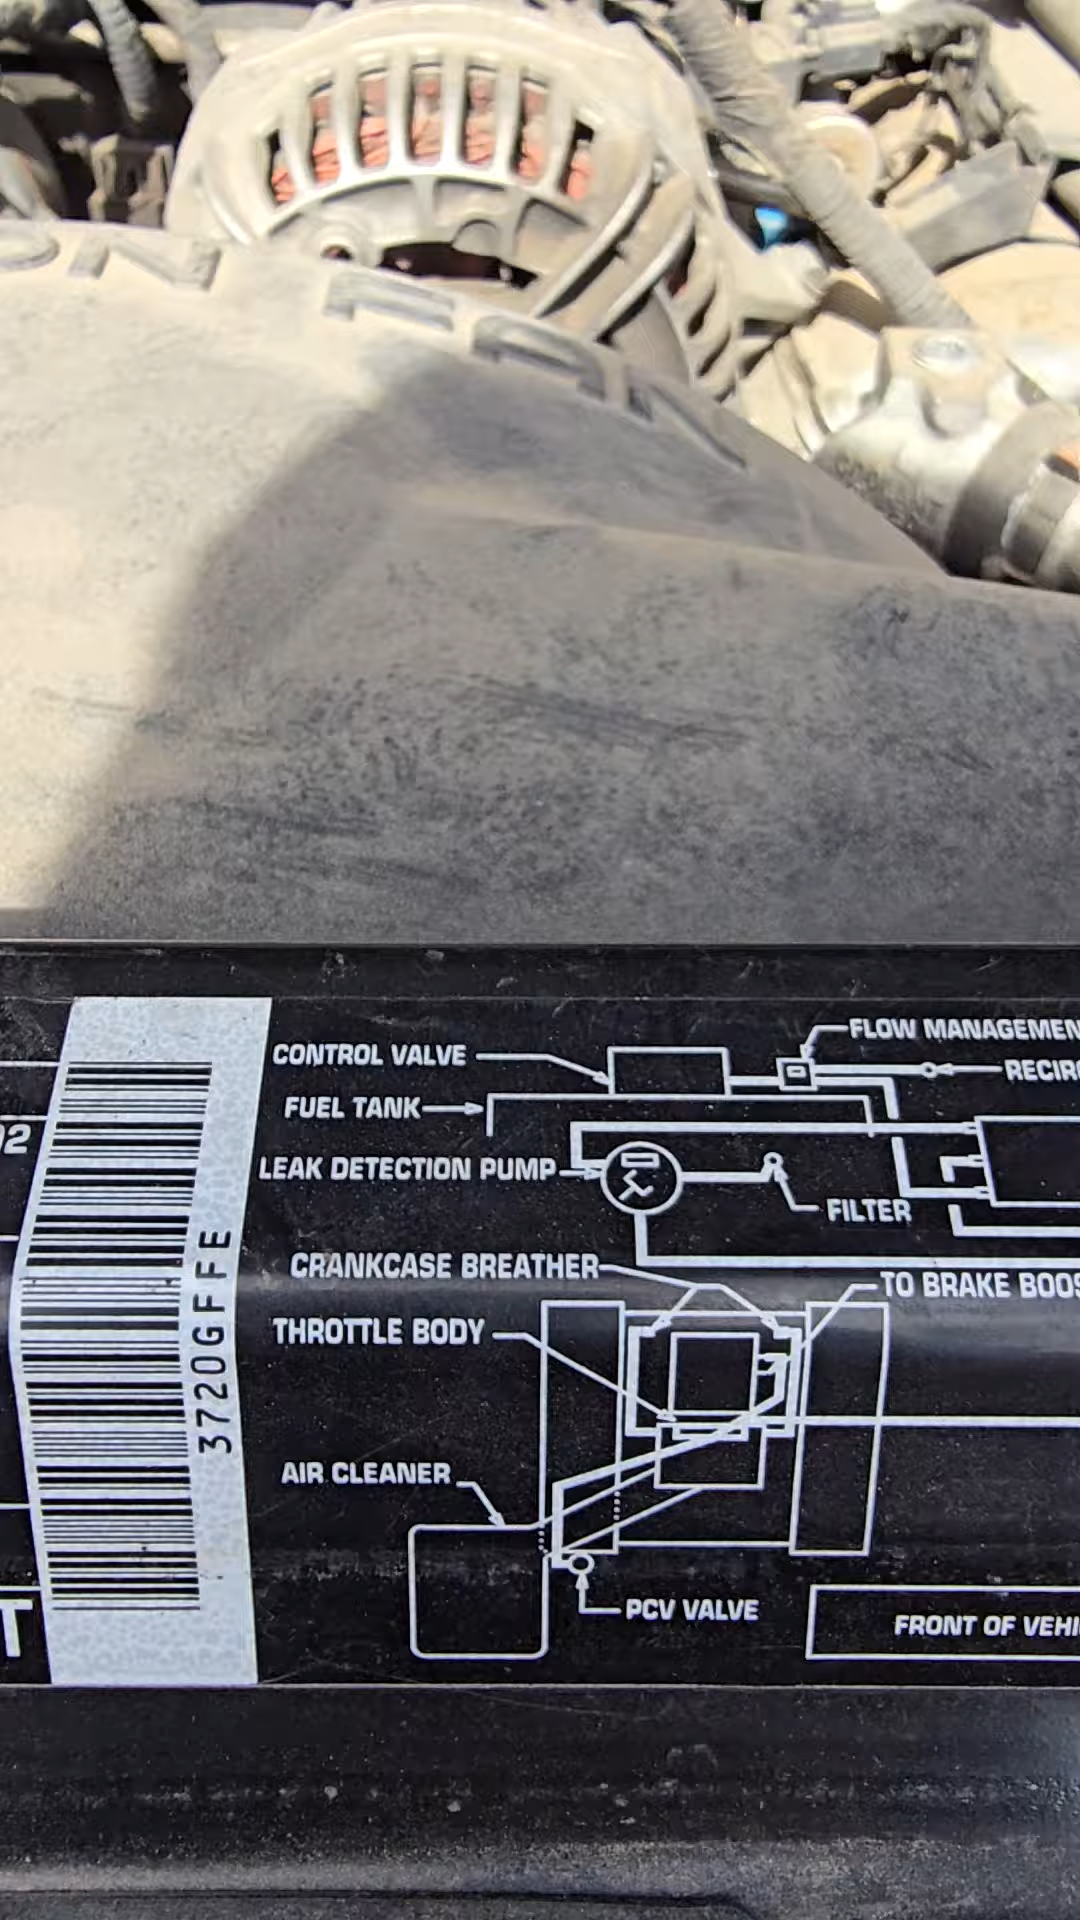 CONTROL VALVE
FLOW MANAGEMEN
RECIR
FUEL TANK
02
LEAK DETECTION PUMP
FILTER
3720GFFE
CRANKCASE BREATHER
TO BRAKE BOOS
THROTTLE BODY
AIR CLEANER
PCV VALVE
T
FRONT OF VEHI